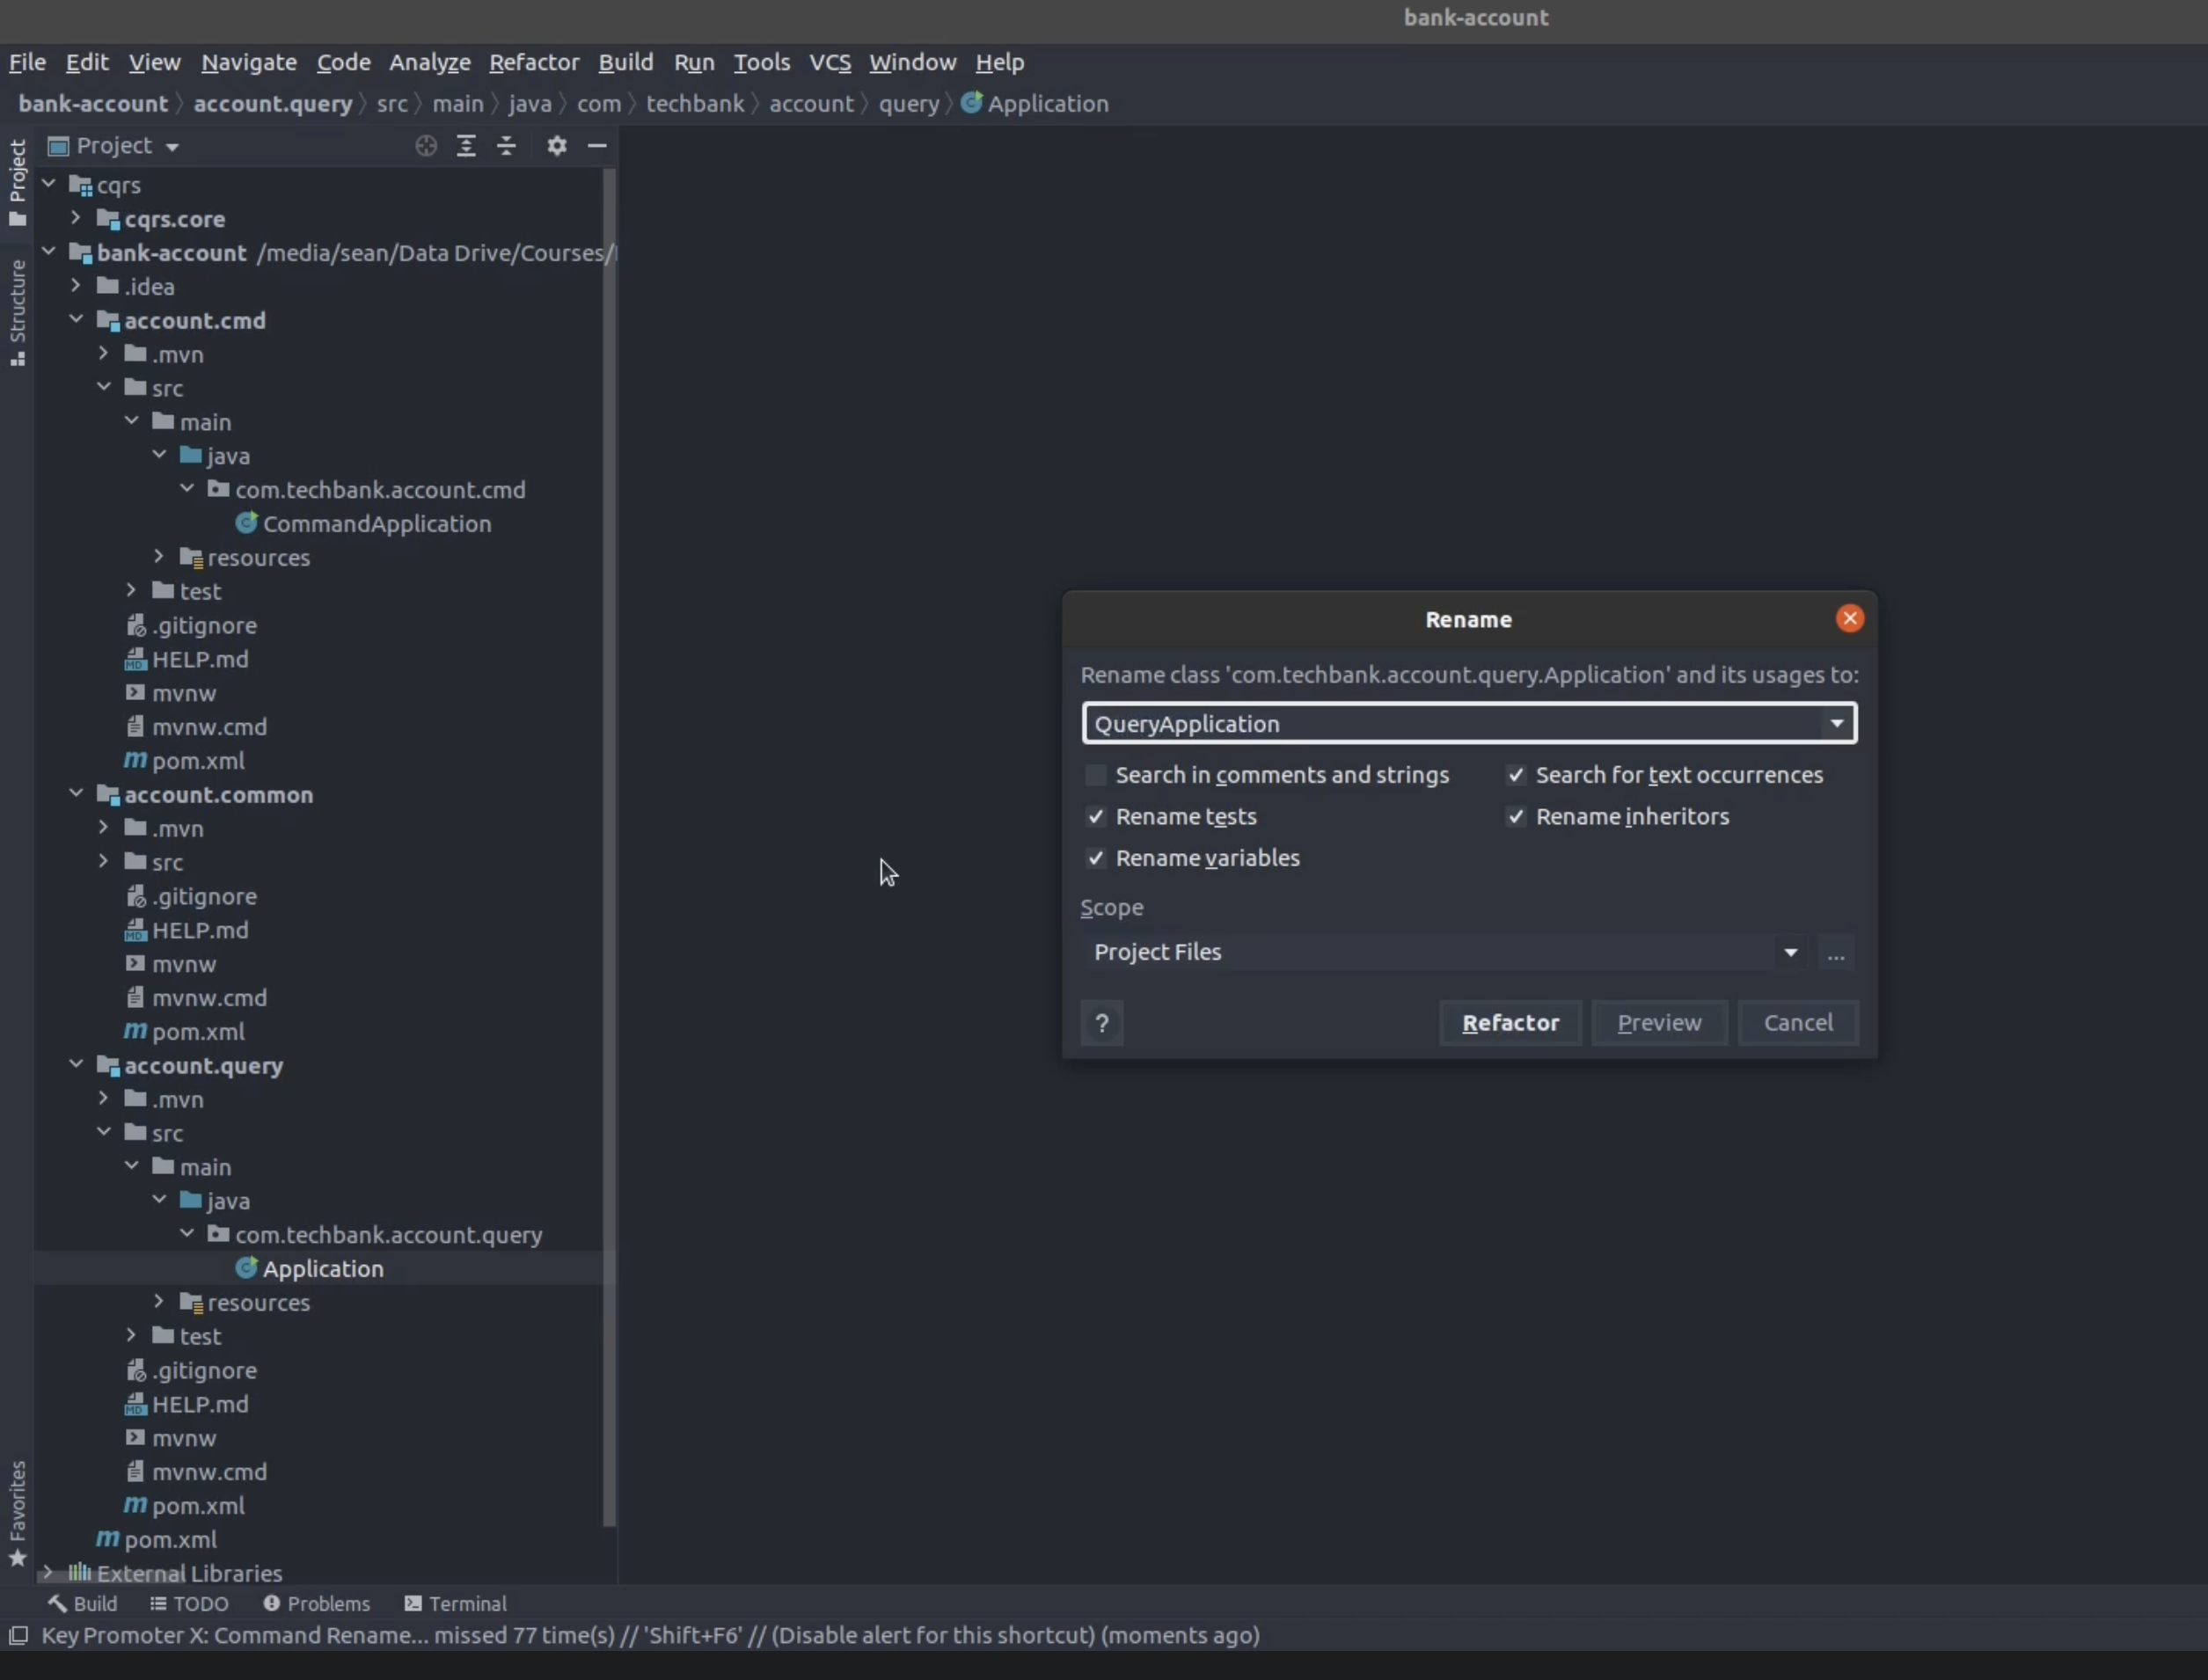 bank-account
File Edit View Navigate Code Analyze Refactor Build Run Tools VCS Window Help
bank-account account.query src main java com techbank account query Application
Project
Project
Structure
Favorites
cqrs
cqrs.core
bank-account /media/sean/Data Drive/Courses/
.idea
account.cmd
.mvn
src
main
java
com.techbank.account.cmd
CommandApplication
resources
test
.gitignore
HELP.md
mvnw
mvnw.cmd
pom.xml
account.common
.mvn
src
.gitignore
HELP.md
mvnw
mvnw.cmd
pom.xml
account.query
.mvn
src
main
java
com.techbank.account.query
Application
resources
test
.gitignore
HELP.md
mvnw
mvnw.cmd
pom.xml
pom.xml
External Libraries
Rename
Rename class 'com.techbank.account.query.Application' and its usages to:
QueryApplication
Search in comments and strings Search for text occurrences
Rename tests Rename inheritors
Rename variables
Scope
Project Files ...
? Refactor Preview Cancel
Build TODO Problems Terminal
Key Promoter X: Command Rename... missed 77 time(s) // 'Shift+F6' // (Disable alert for this shortcut) (moments ago)